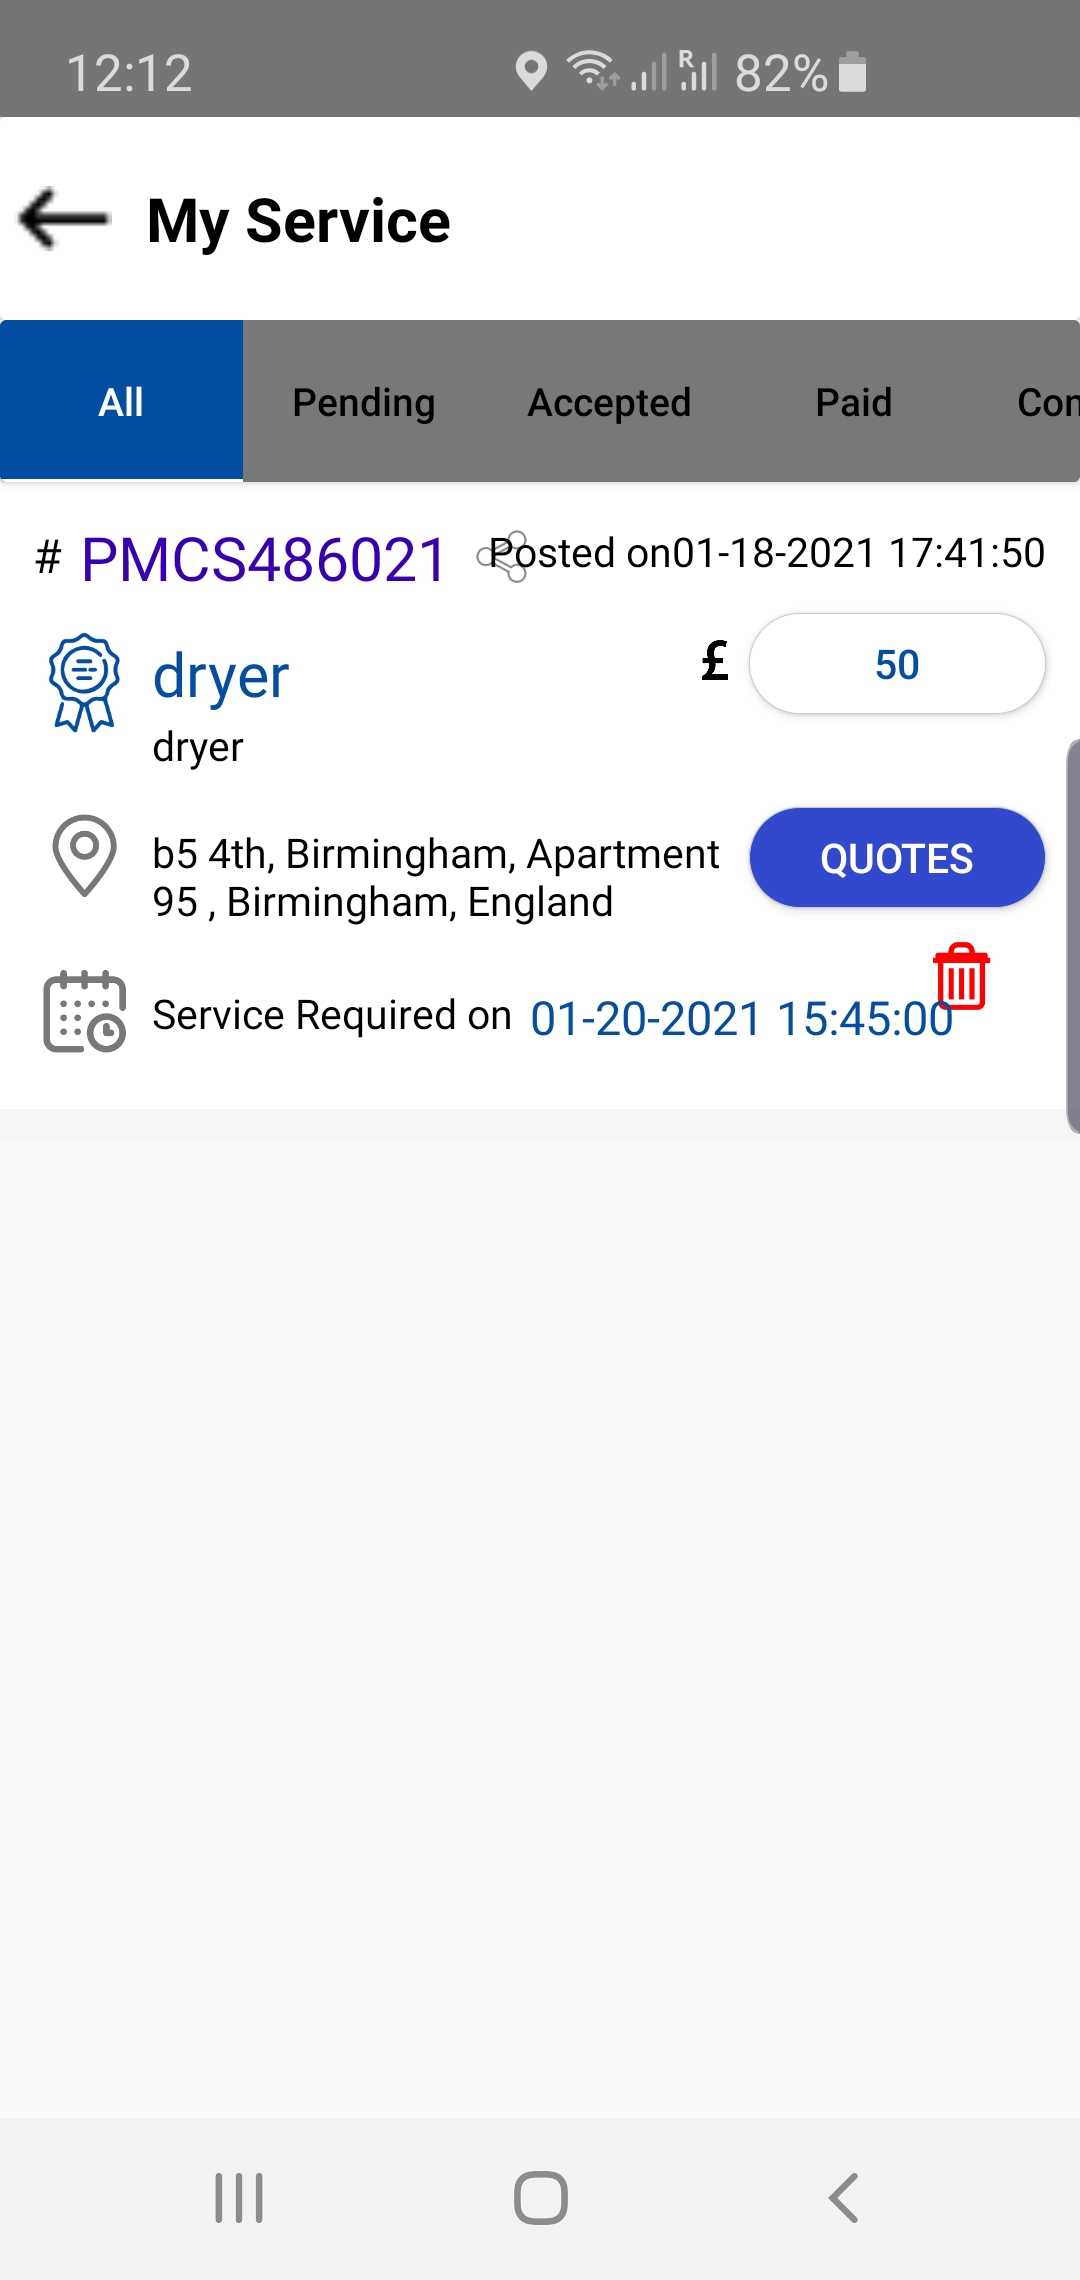 12:12 R 82%
My Service
All Pending Accepted Paid Con
# PMCS486021 Posted on01-18-2021 17:41:50
dryer £ 50
dryer
b5 4th, Birmingham, Apartment
95 , Birmingham, England
QUOTES
Service Required on 01-20-2021 15:45:00